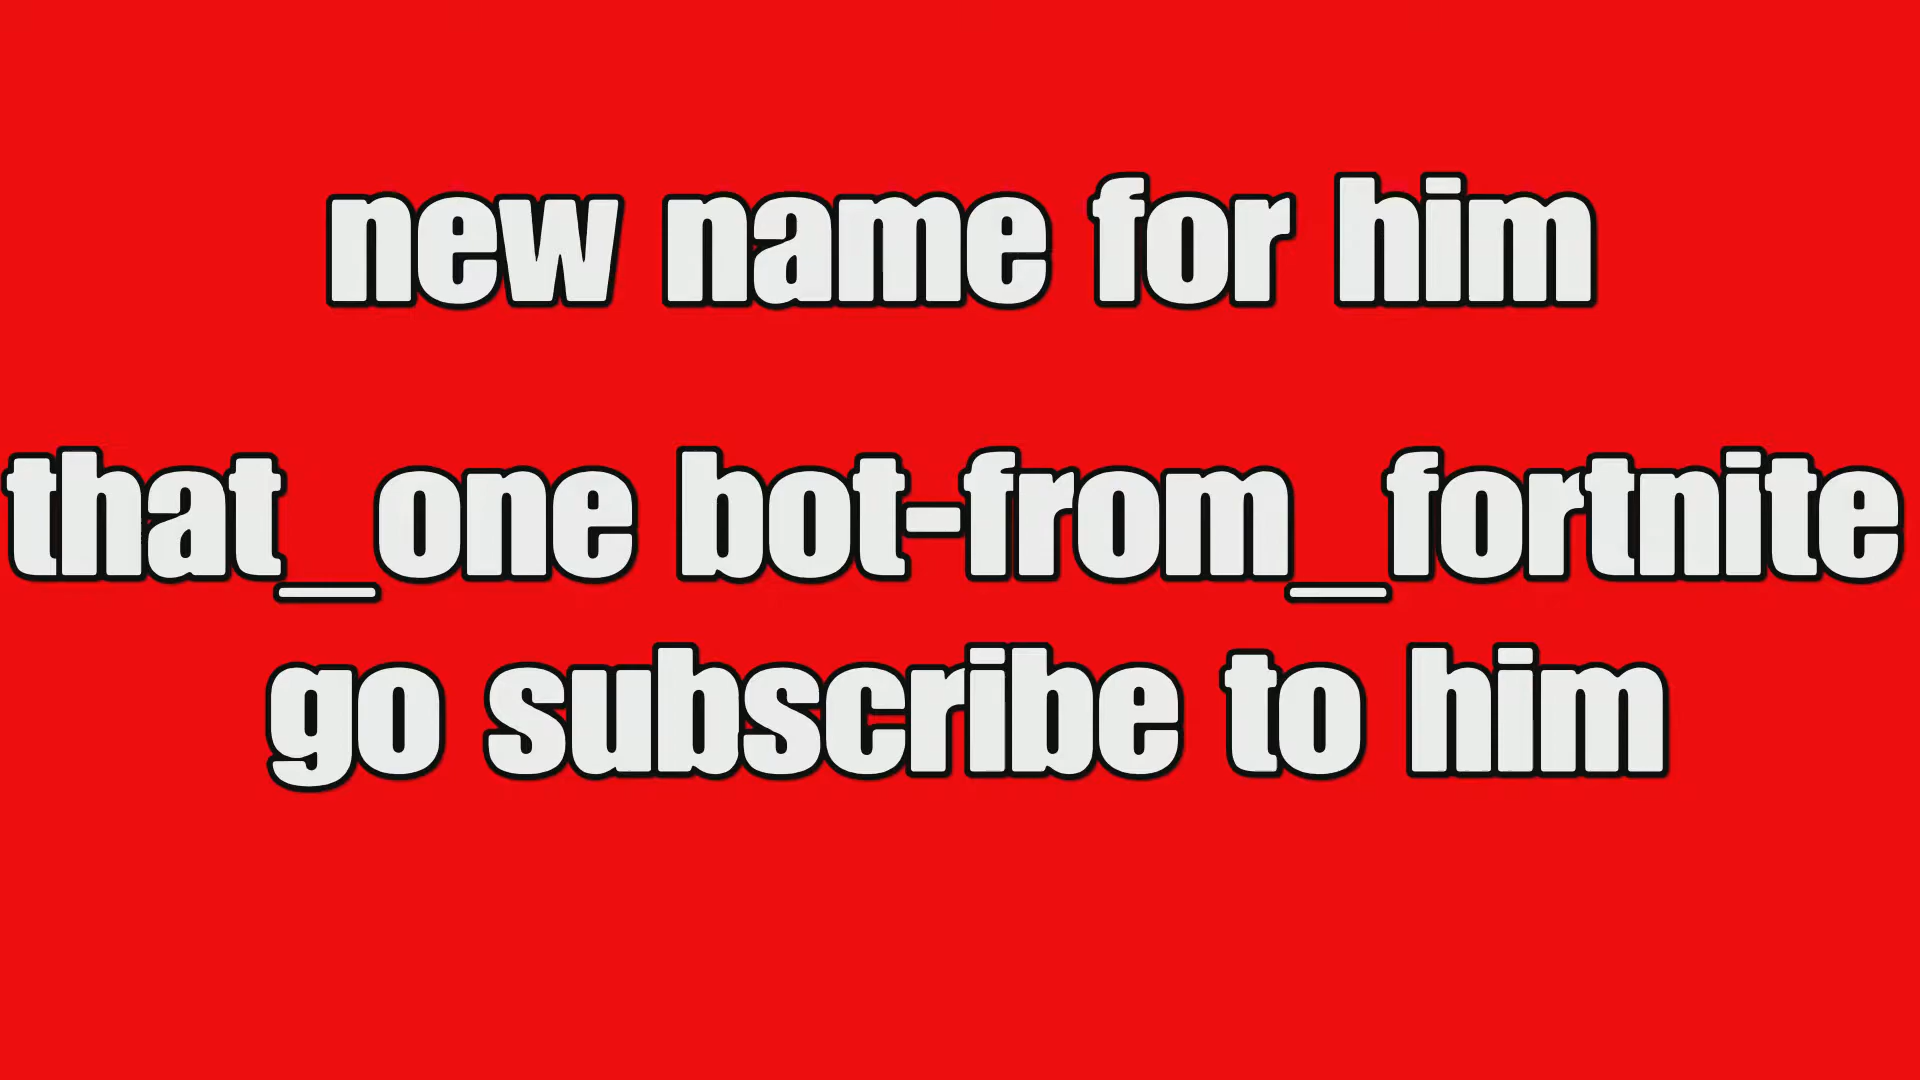 new name for him
that_one bot-from_fortnite
go subscribe to him